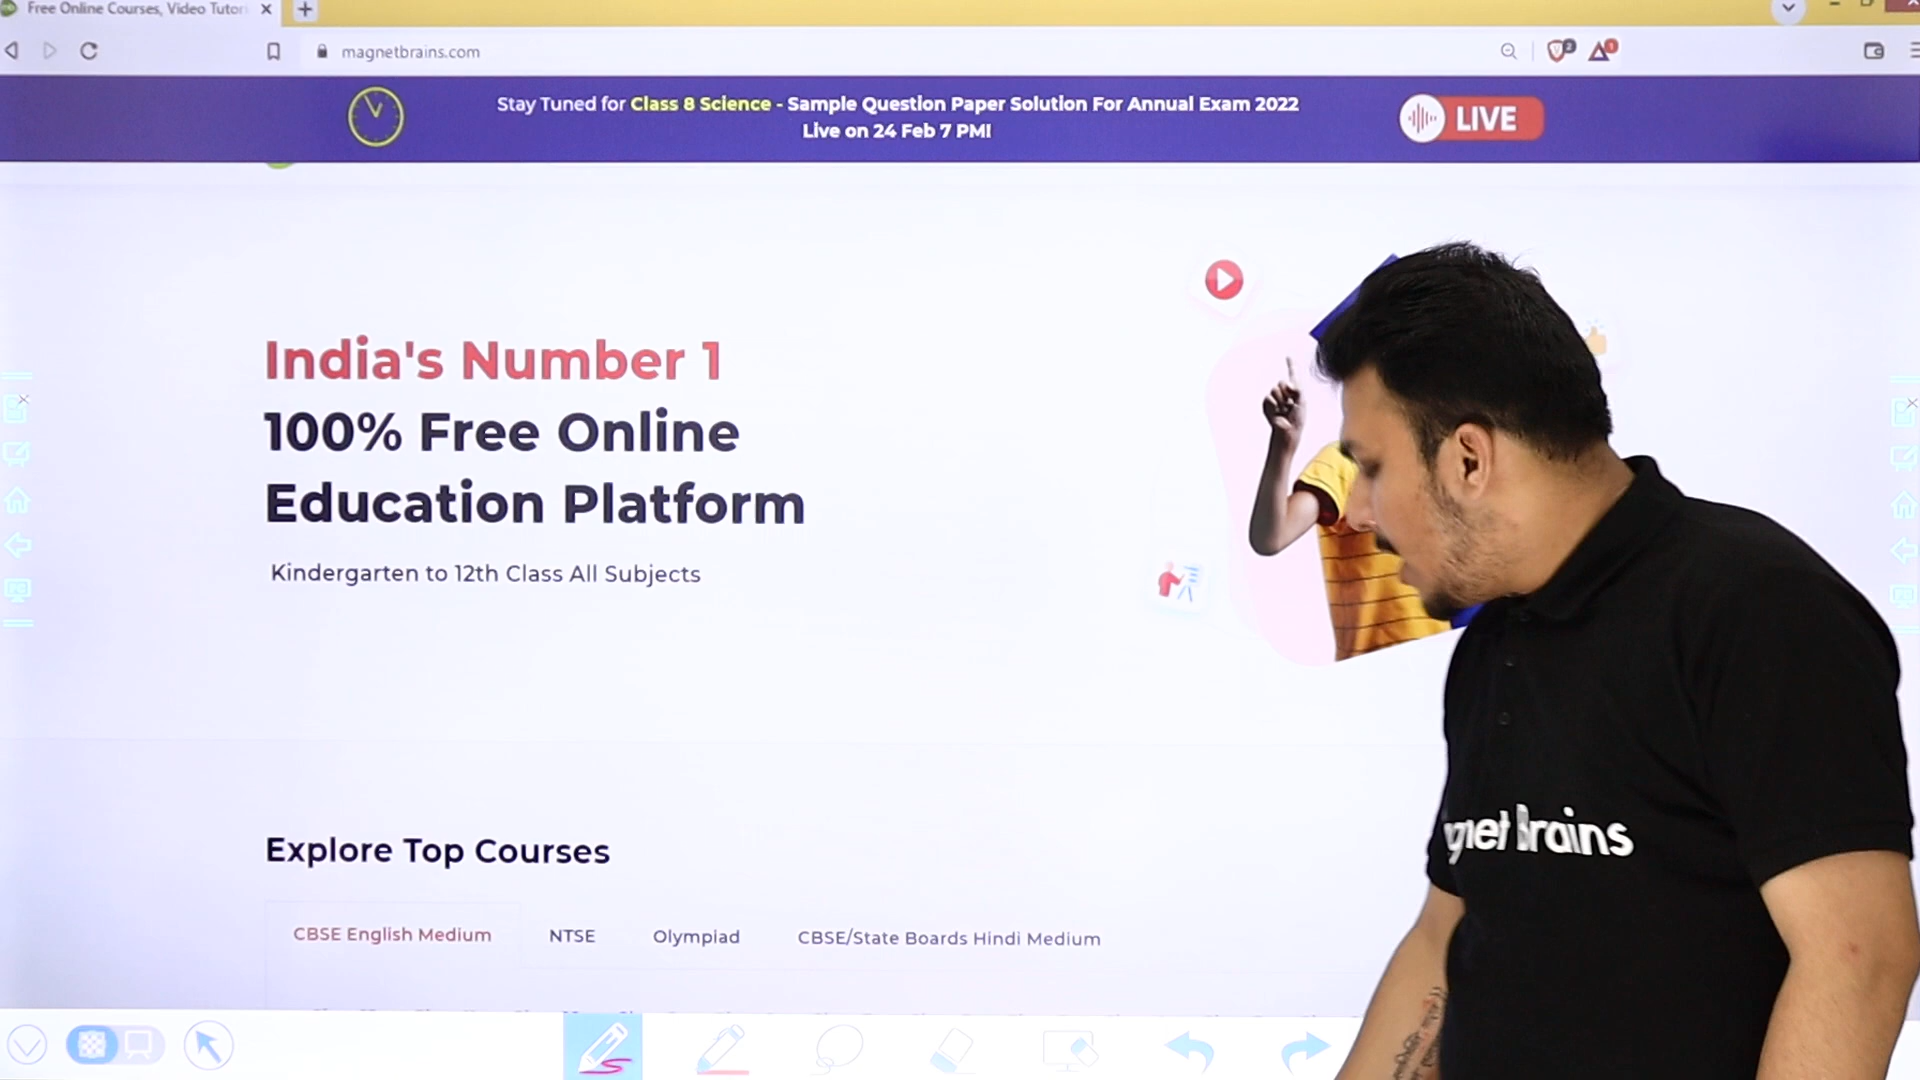 Free Online Courses, Video Tutori
magnetbrains.com
2
1
Stay Tuned for Class 8 Science - Sample Question Paper Solution For Annual Exam 2022
Live on 24 Feb 7 PM!
LIVE
India's Number 1
100% Free Online
Education Platform
Kindergarten to 12th Class All Subjects
gnet Brains
Explore Top Courses
CBSE English Medium
NTSE
Olympiad
CBSE/State Boards Hindi Medium